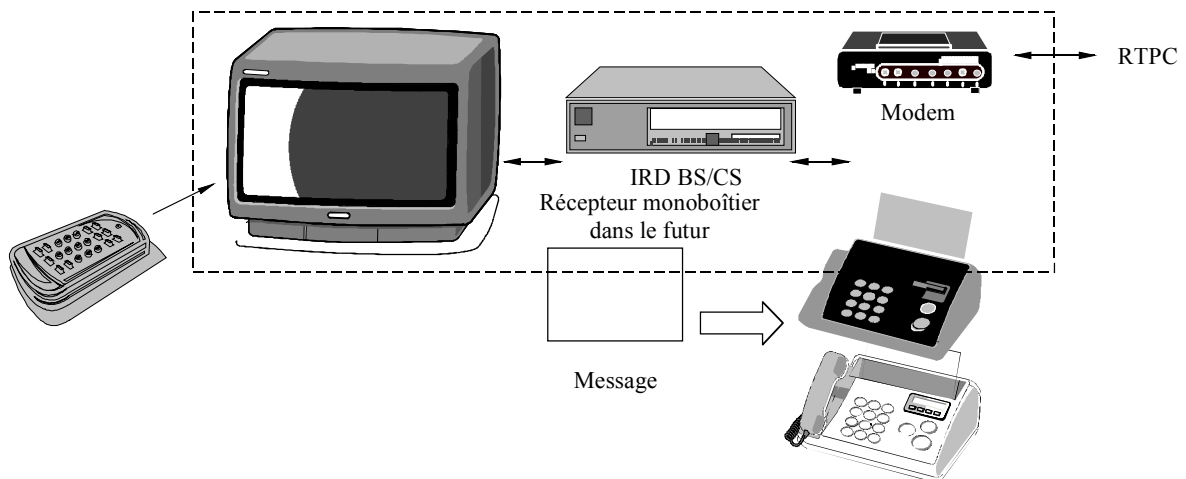 RTPC
Modem
IRD BS/CS
Récepteur monoboîtier
dans le futur
Message